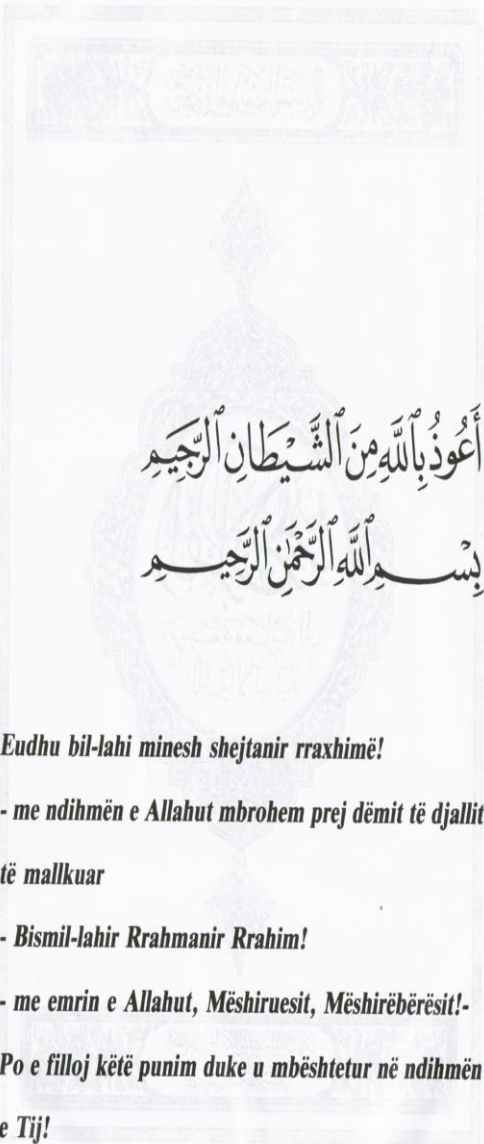 أَعُوذُ بِٱللَّهِ مِنَ ٱلشَّيْطَانِ ٱلرَّجِيمِ
بِسْمِ ٱللَّهِ ٱلرَّحْمَٰنِ ٱلرَّحِيمِ
Eudhu bil-lahi minesh shejtanir rraxhimë!
- me ndihmën e Allahut mbrohem prej dëmit të djallit
të mallkuar
- Bismil-lahir Rrahmanir Rrahim!
- me emrin e Allahut, Mëshiruesit, Mëshirëbërësit!-
Po e filloj këtë punim duke u mbështetur në ndihmën
e Tij!